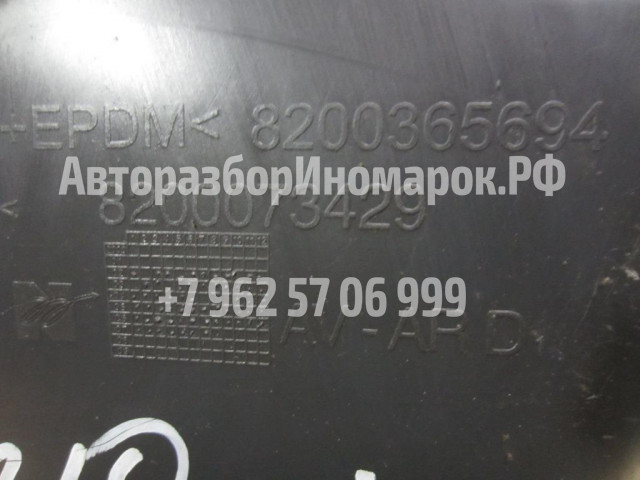 +EPDM< 8200365694
АвторазборИномарок.РФ
< 8200073429
+7 962 57 06 999
AV-AR D